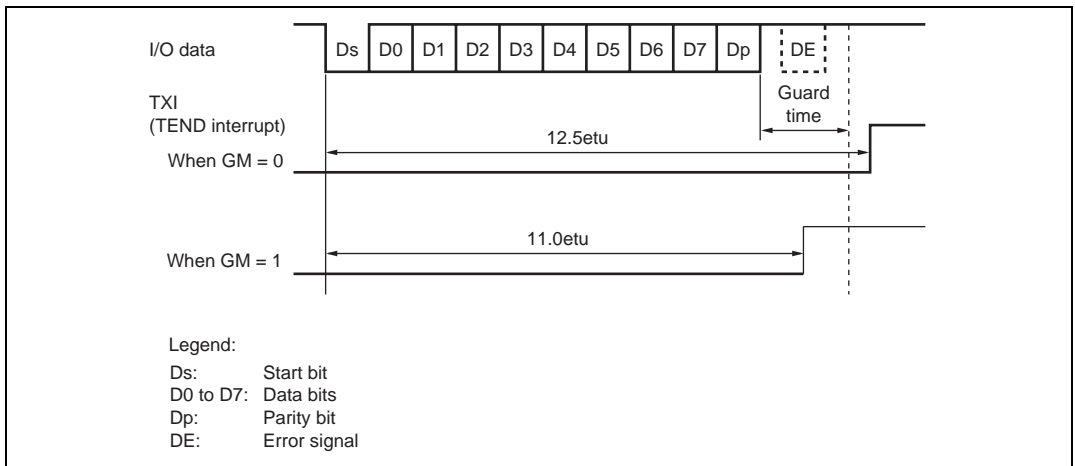 I/O data
Ds D0 D1 D2 D3 D4 D5 D6 D7 Dp DE
Guard
time
TXI
(TEND interrupt)
12.5etu
When GM = 0
11.0etu
When GM = 1
Legend:
Ds: Start bit
D0 to D7: Data bits
Dp: Parity bit
DE: Error signal